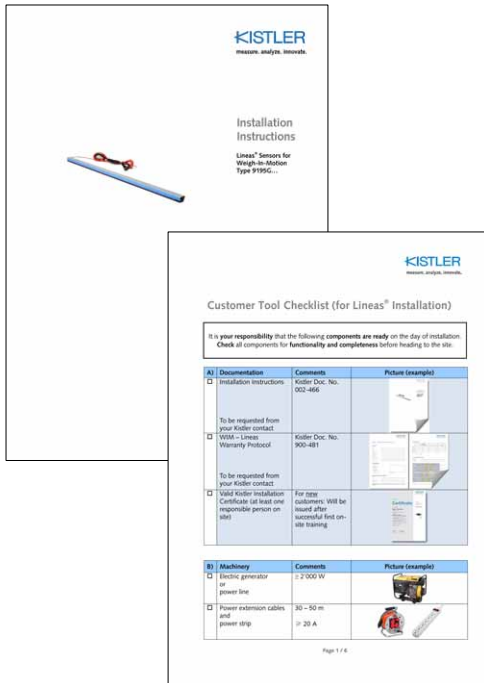 KISTLER
measure. analyze. innovate.
Installation
Instructions
Lineas® Sensors for
Weigh-In-Motion
Type 9195G...
KISTLER
measure. analyze. innovate.
Customer Tool Checklist (for Lineas® Installation)
It is your responsibility that the following components are ready on the day of installation.
Check all components for functionality and completeness before heading to the site.
A) Documentation Comments Picture (example)
Installation Instructions Kistler Doc. No.
002-466
To be requested from
your Kistler contact
WIM – Lineas Kistler Doc. No.
Warranty Protocol 900-481
To be requested from
your Kistler contact
Valid Kistler Installation For new
Certificate (at least one customers: Will be
responsible person on issued after
site) successful first on-
site training
Certificate
B) Machinery Comments Picture (example)
Electric generator ≥ 2'000 W
or
power line
Power extension cables 30 – 50 m
and
power strip ≥ 20 A
Page 1 / 6